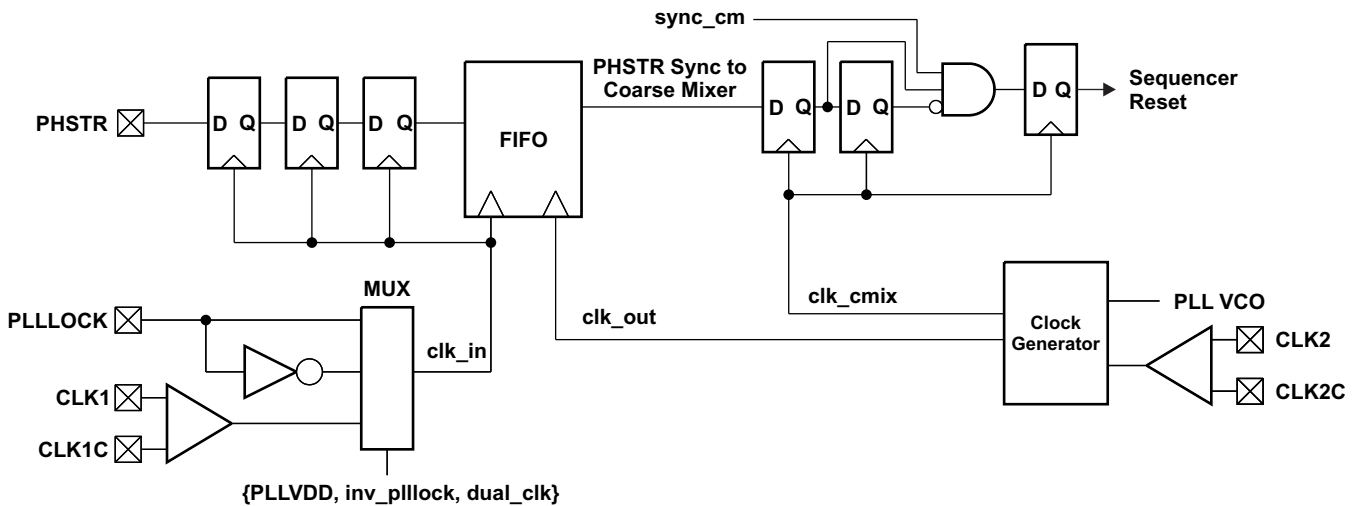 sync_cm
PHSTR Sync to
Coarse Mixer
Sequencer
Reset
PHSTR
D Q
D Q
D Q
FIFO
D Q
D Q
D Q
MUX
PLLLOCK
clk_in
clk_out
clk_cmix
Clock
Generator
PLL VCO
CLK2
CLK2C
CLK1
CLK1C
{PLLVDD, inv_plllock, dual_clk}